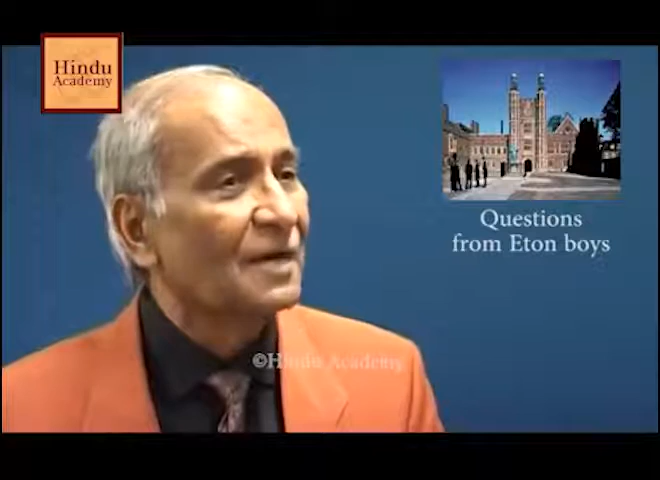 Hindu
Academy
Questions
from Eton boys
©Hindu Academy